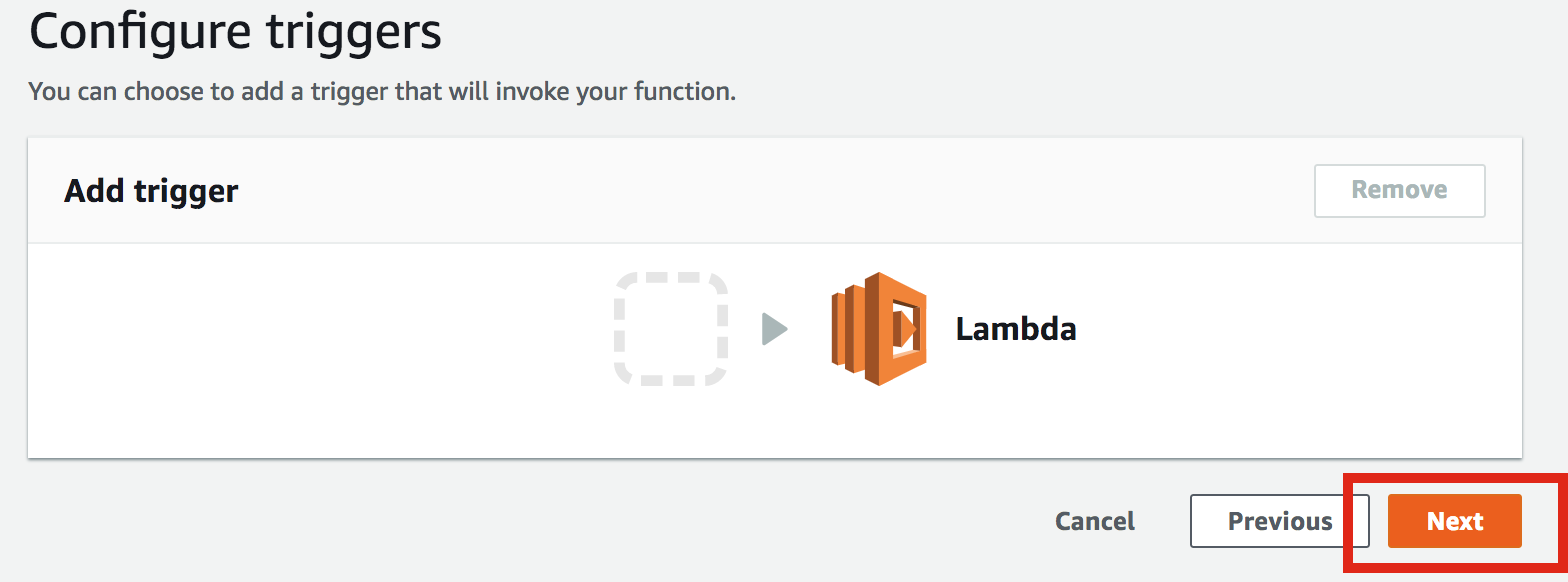 Configure triggers
You can choose to add a trigger that will invoke your function.
Add trigger
Remove
Lambda
Cancel
Previous
Next